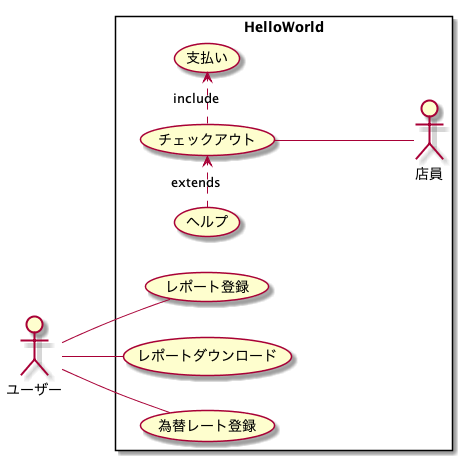 HelloWorld
支払い
include
チェックアウト
店員
extends
ヘルプ
レポート登録
レポートダウンロード
ユーザー
為替レート登録